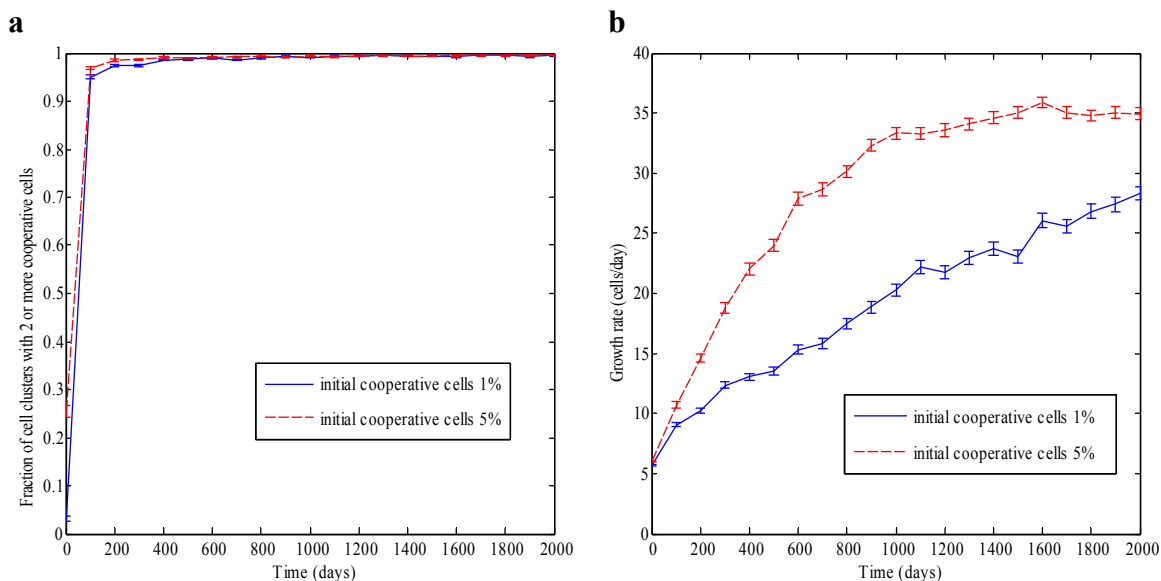 a
Fraction of cell clusters with 2 or more cooperative cells
1
0.9
0.8
0.7
0.6
0.5
0.4
0.3
0.2
0.1
0
initial cooperative cells 1%
initial cooperative cells 5%
0 200 400 600 800 1000 1200 1400 1600 1800 2000
Time (days)
b
Growth rate (cells/day)
40
35
30
25
20
15
10
5
0
initial cooperative cells 1%
initial cooperative cells 5%
0 200 400 600 800 1000 1200 1400 1600 1800 2000
Time (days)